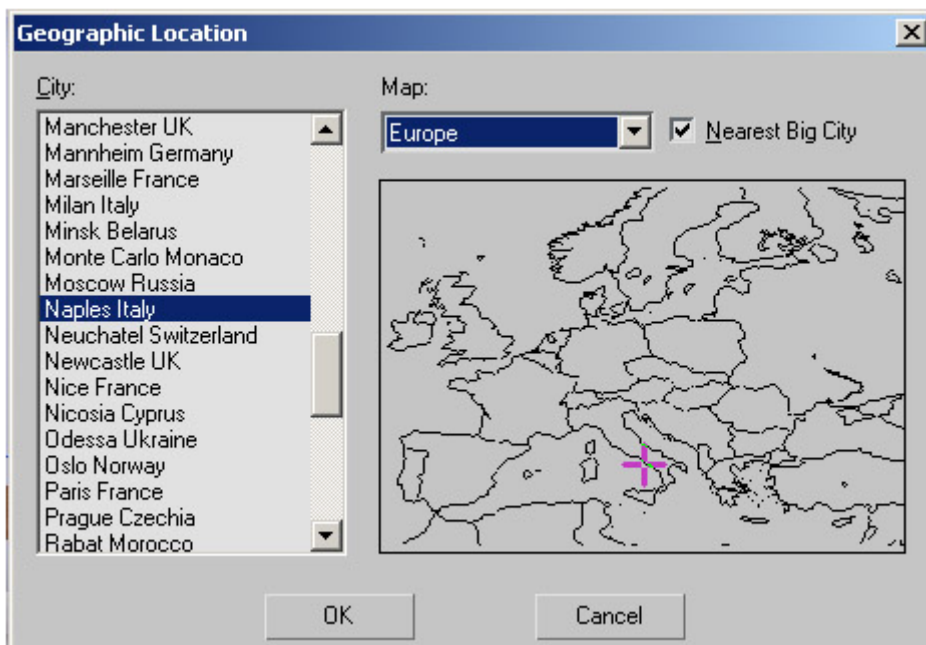 Geographic Location
City:
Manchester UK
Mannheim Germany
Marseille France
Milan Italy
Minsk Belarus
Monte Carlo Monaco
Moscow Russia
Naples Italy
Neuchatel Switzerland
Newcastle UK
Nice France
Nicosia Cyprus
Odessa Ukraine
Oslo Norway
Paris France
Prague Czechia
Rabat Morocco
Map:
Europe
Nearest Big City
OK
Cancel